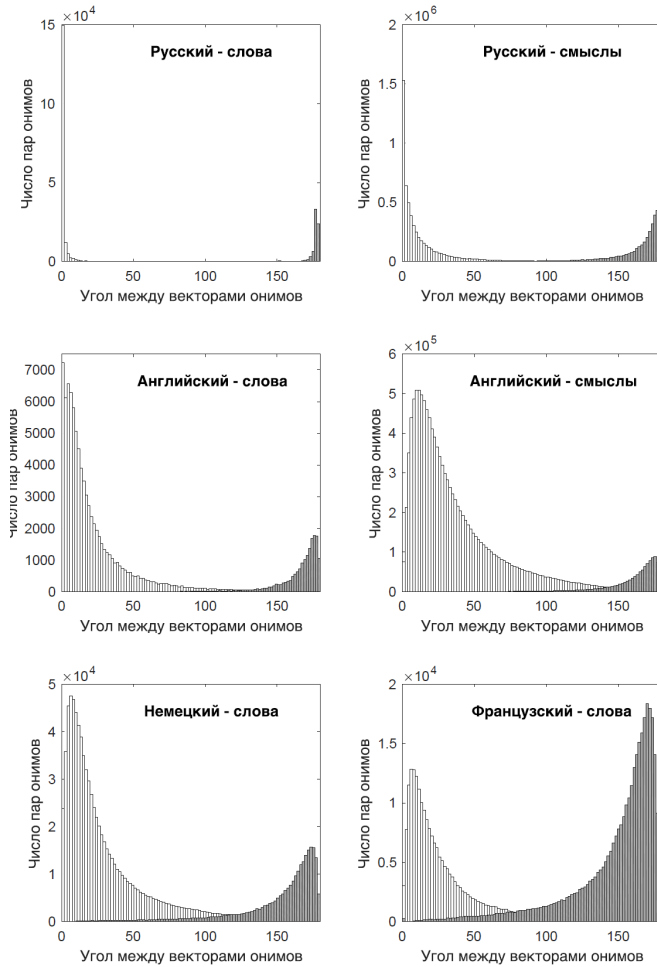 ×10⁴
15
10
5
0
Русский - слова
Число пар онимов
0 50 100 150
Угол между векторами онимов
×10⁶
2
1.5
1
0.5
0
Русский - смыслы
Число пар онимов
0 50 100 150
Угол между векторами онимов
7000
6000
5000
4000
3000
2000
1000
0
Английский - слова
Число пар онимов
0 50 100 150
Угол между векторами онимов
×10⁵
6
5
4
3
2
1
0
Английский - смыслы
Число пар онимов
0 50 100 150
Угол между векторами онимов
×10⁴
5
4
3
2
1
0
Немецкий - слова
Число пар онимов
0 50 100 150
Угол между векторами онимов
×10⁴
2
1.5
1
0.5
0
Французский - слова
Число пар онимов
0 50 100 150
Угол между векторами онимов